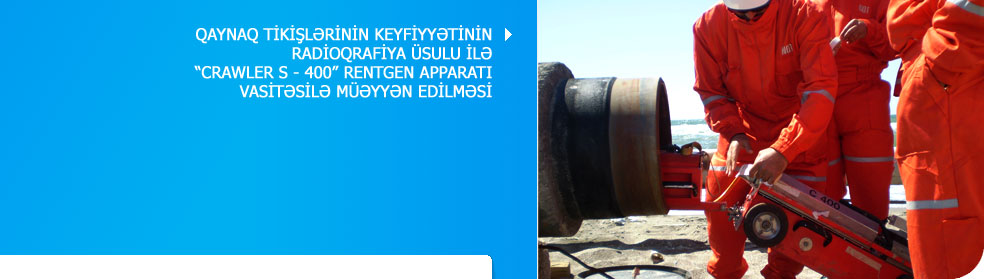 QAYNAQ TİKİŞLƏRİNİN KEYFİYYƏTİNİN
RADİOQRAFİYA ÜSULU İLƏ
“CRAWLER S - 400” RENTGEN APPARATI
VASİTƏSİLƏ MÜƏYYƏN EDİLMƏSİ
C 400